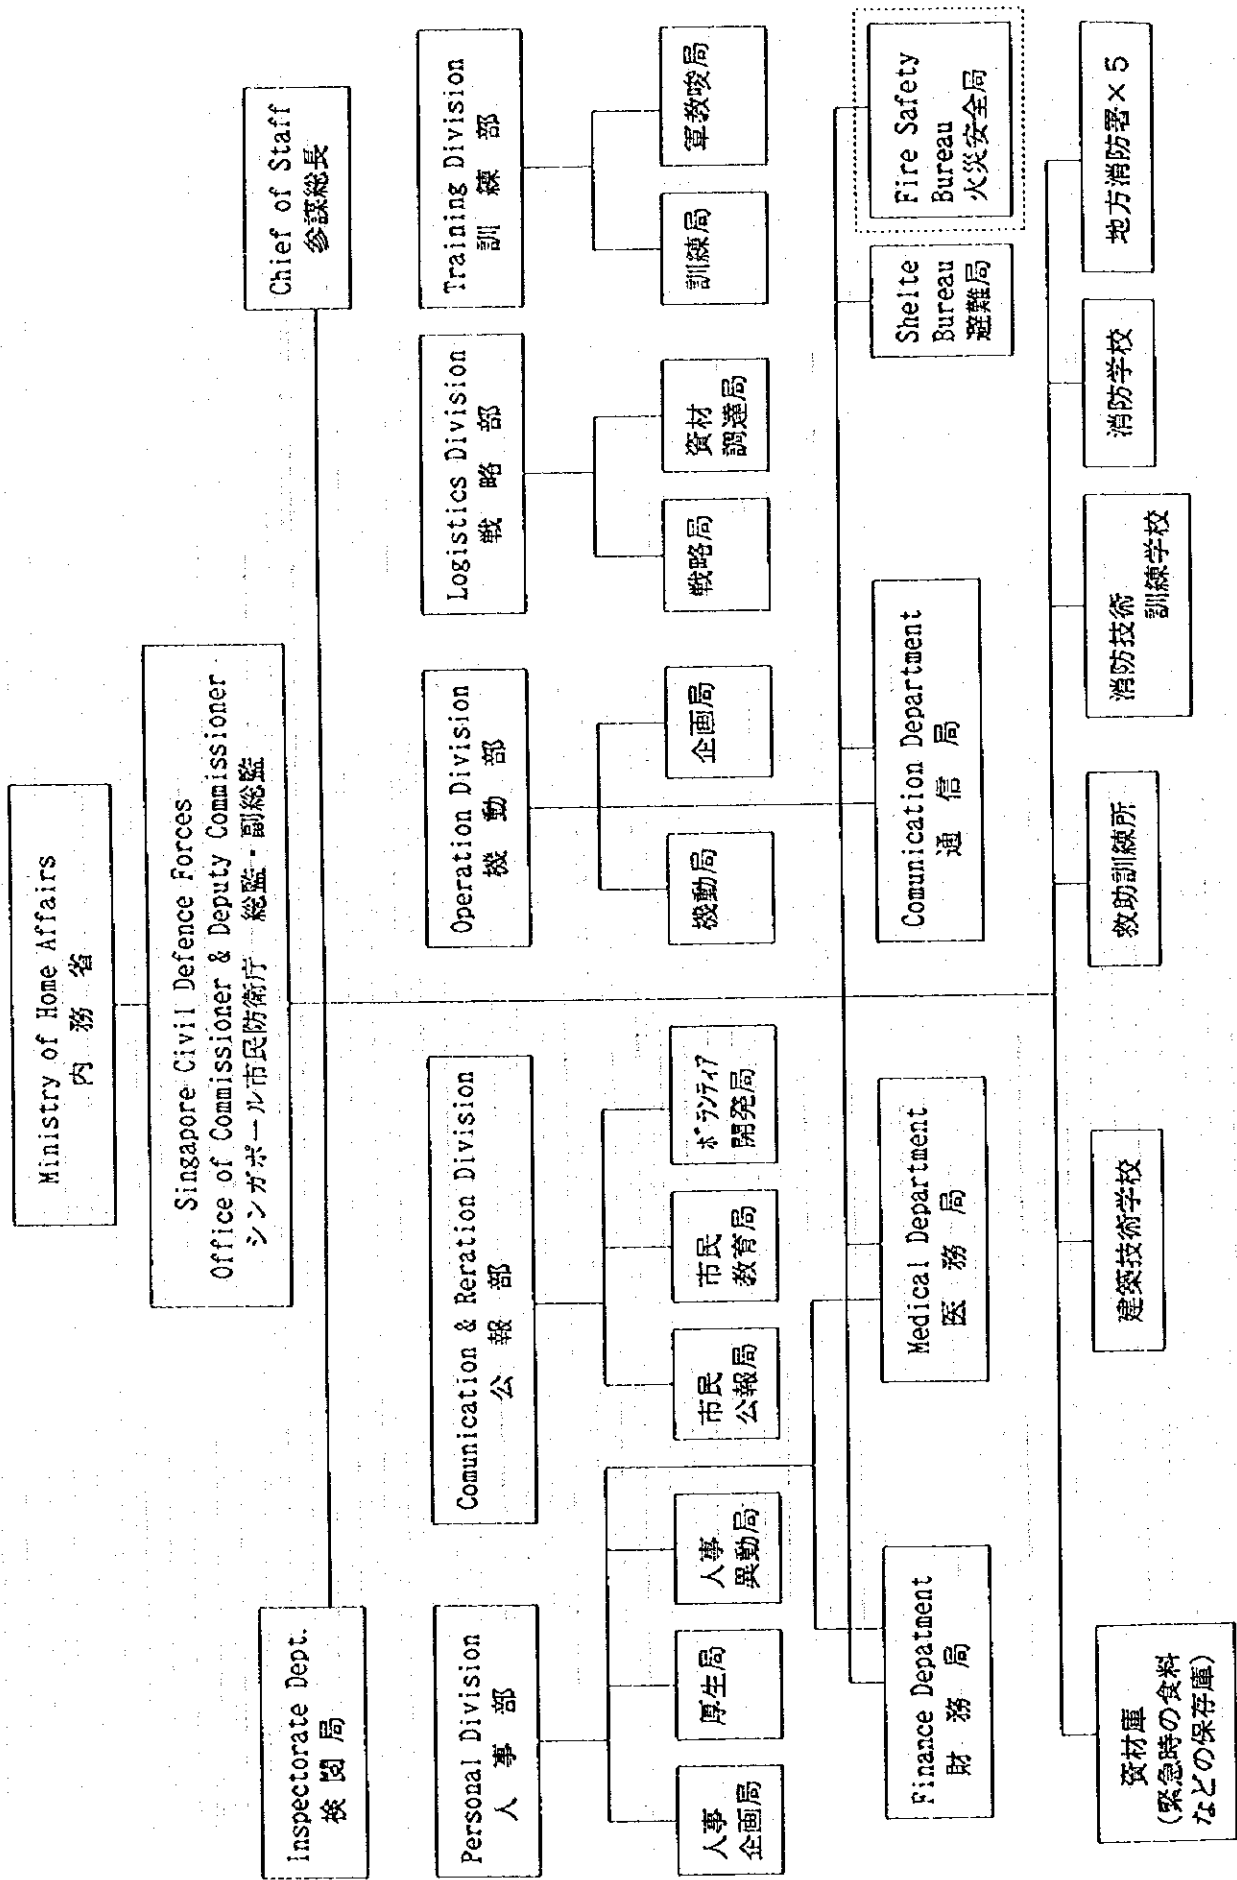 Ministry of Home Affairs
内 務 省
Singapore Civil Defence Forces
Office of Commissioner & Deputy Commissioner
シンガポール市民防衛庁 総監・副総監
Inspectorate Dept.
検 閲 局
Chief of Staff
参謀総長
Personal Division
人 事 部
Comunication & Reration Division
公 報 部
Operation Division
機 動 部
Logistics Division
戦 略 部
Training Division
訓 練 部
人事
企画局
厚生局
人事
異動局
市民
公報局
市民
教育局
ボランティア
開発局
機動局
企画局
戦略局
資材
調達局
訓練局
軍教唆局
Finance Depatment
財 務 局
Medical Department
医 務 局
Comunication Department
通 信 局
Shelte
Bureau
避難局
Fire Safety
Bureau
火災安全局
資材庫
(緊急時の食料
などの保存庫)
建築技術学校
救助訓練所
消防技術
訓練学校
消防学校
地方消防署×5